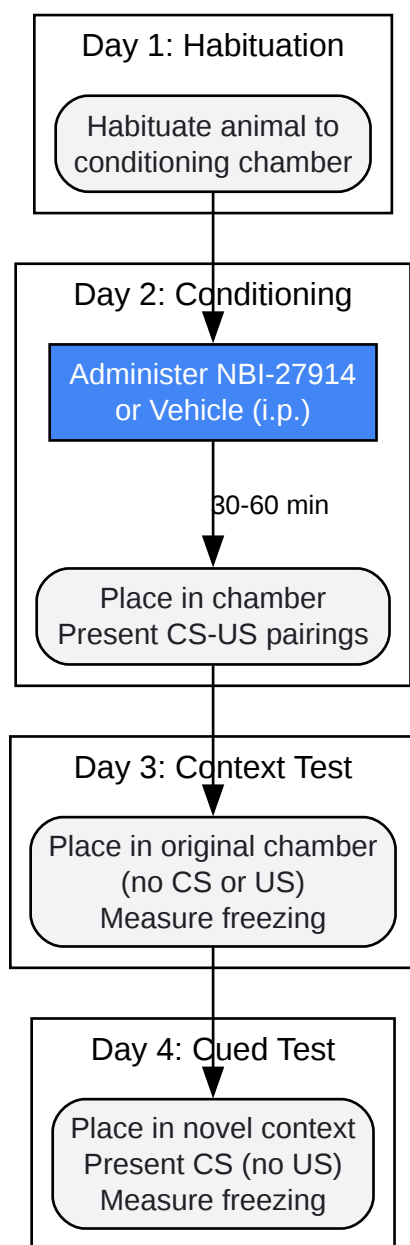 Day 1: Habituation
Habituate animal to
conditioning chamber
Day 2: Conditioning
Administer NBI-27914
or Vehicle (i.p.)
30-60 min
Place in chamber
Present CS-US pairings
Day 3: Context Test
Place in original chamber
(no CS or US)
Measure freezing
Day 4: Cued Test
Place in novel context
Present CS (no US)
Measure freezing